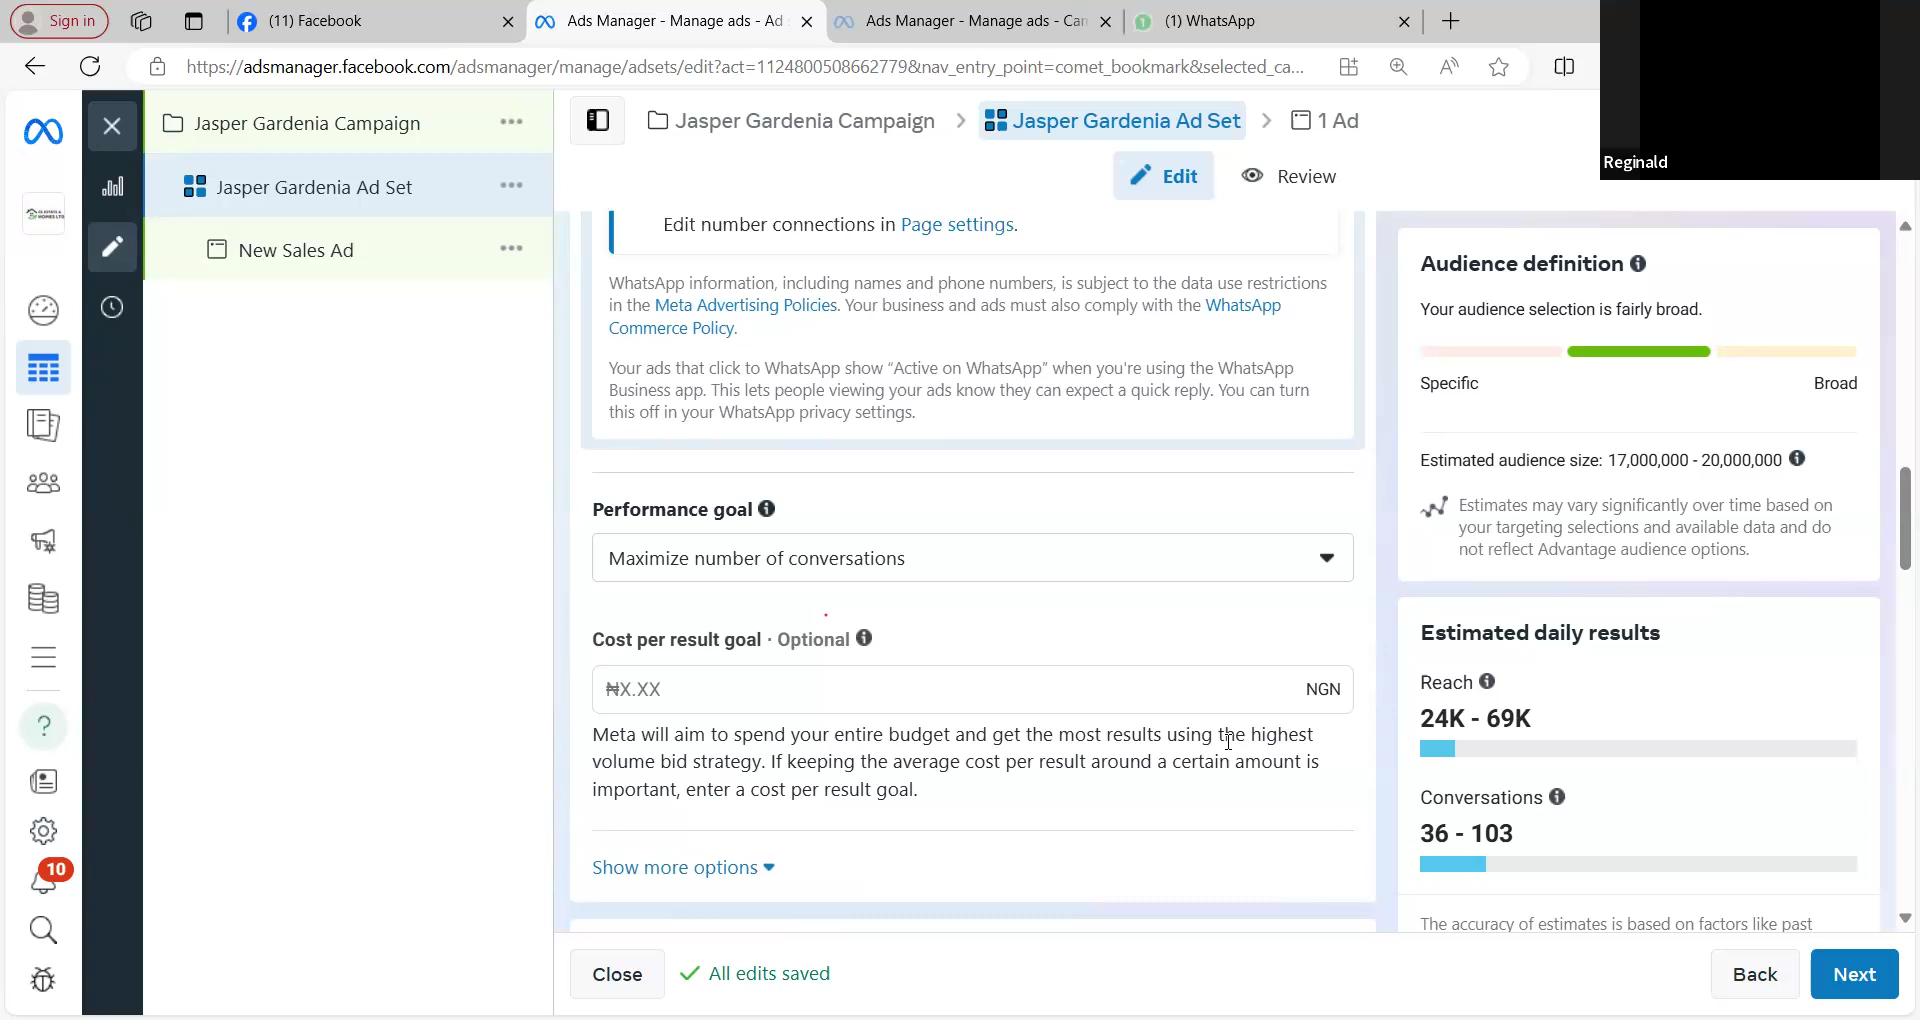 Sign in
(11) Facebook
Ads Manager - Manage ads - Ad
Ads Manager - Manage ads - Can
(1) WhatsApp
https://adsmanager.facebook.com/adsmanager/manage/adsets/edit?act=1124800508662779&nav_entry_point=comet_bookmark&selected_ca...
Reginald
Jasper Gardenia Campaign
Jasper Gardenia Ad Set
New Sales Ad
Jasper Gardenia Campaign
Jasper Gardenia Ad Set
1 Ad
Edit
Review
Edit number connections in Page settings.
WhatsApp information, including names and phone numbers, is subject to the data use restrictions
in the Meta Advertising Policies. Your business and ads must also comply with the WhatsApp
Commerce Policy.
Your ads that click to WhatsApp show “Active on WhatsApp” when you're using the WhatsApp
Business app. This lets people viewing your ads know they can expect a quick reply. You can turn
this off in your WhatsApp privacy settings.
Performance goal
Maximize number of conversations
Cost per result goal · Optional
₦X.XX
NGN
Meta will aim to spend your entire budget and get the most results using the highest
volume bid strategy. If keeping the average cost per result around a certain amount is
important, enter a cost per result goal.
Show more options
Audience definition
Your audience selection is fairly broad.
Specific
Broad
Estimated audience size: 17,000,000 - 20,000,000
Estimates may vary significantly over time based on
your targeting selections and available data and do
not reflect Advantage audience options.
Estimated daily results
Reach
24K - 69K
Conversations
36 - 103
The accuracy of estimates is based on factors like past
10
Close
All edits saved
Back
Next